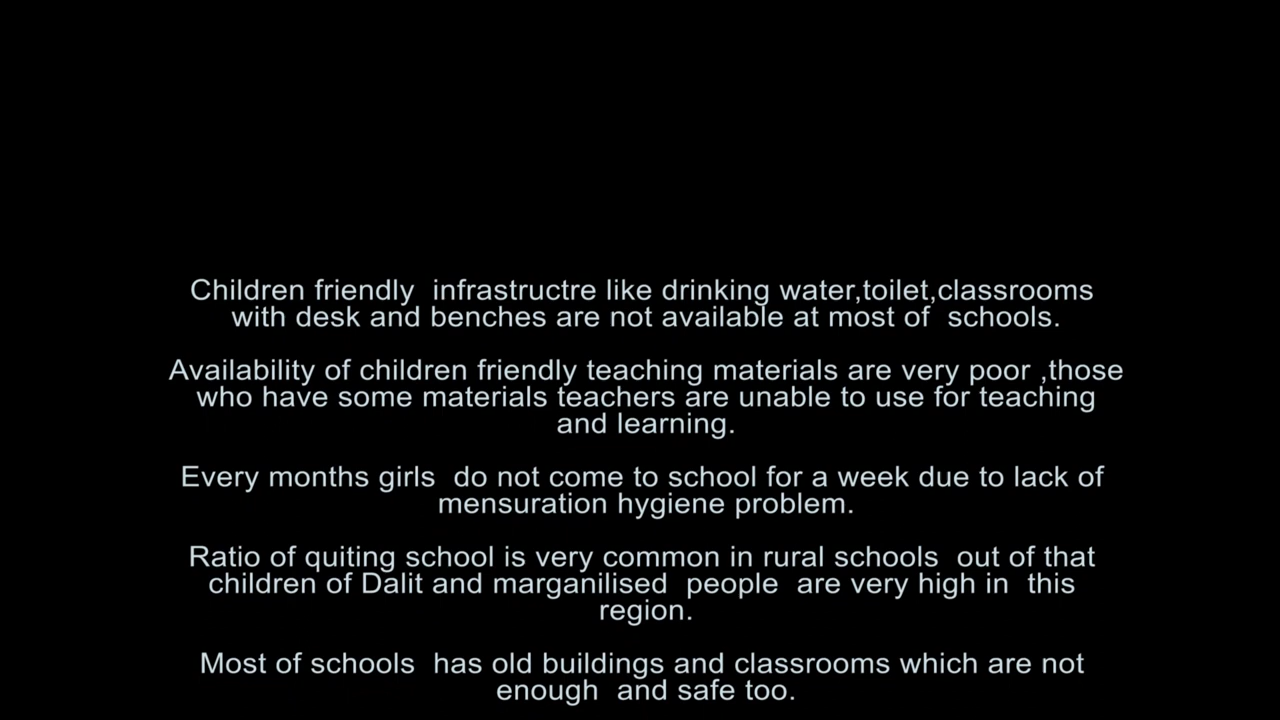 Children friendly  infrastructre like drinking water,toilet,classrooms
with desk and benches are not available at most of  schools.
Availability of children friendly teaching materials are very poor ,those
who have some materials teachers are unable to use for teaching
and learning.
Every months girls  do not come to school for a week due to lack of
mensuration hygiene problem.
Ratio of quiting school is very common in rural schools  out of that
children of Dalit and marganilised  people  are very high in  this
region.
Most of schools  has old buildings and classrooms which are not
enough  and safe too.